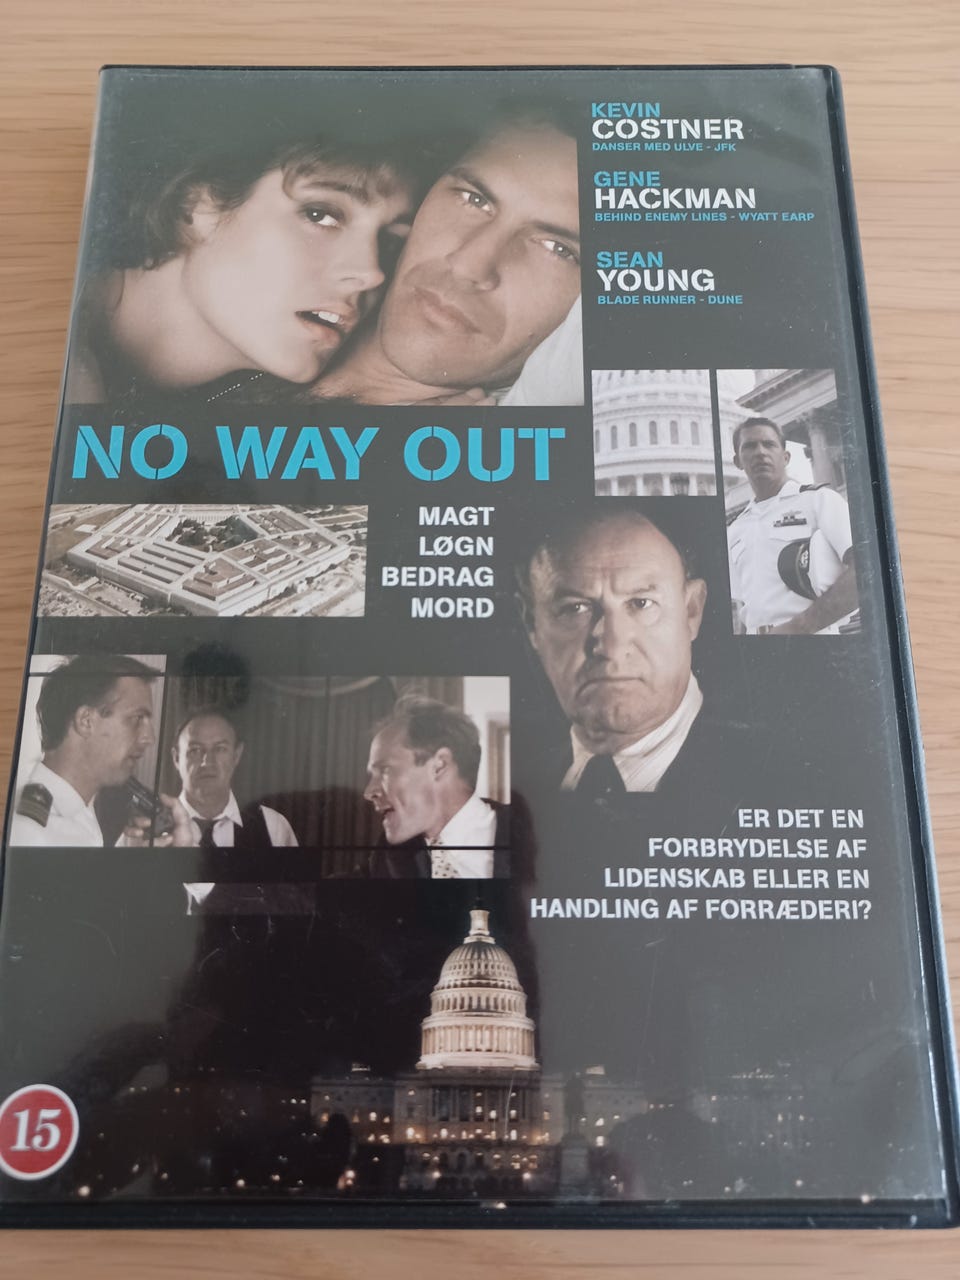 KEVIN
COSTNER
DANSER MED ULVE - JFK
GENE
HACKMAN
BEHIND ENEMY LINES - WYATT EARP
SEAN
YOUNG
BLADE RUNNER - DUNE
NO WAY OUT
MAGT
LØGN
BEDRAG
MORD
ER DET EN
FORBRYDELSE AF
LIDENSKAB ELLER EN
HANDLING AF FORRÆDERI?
15